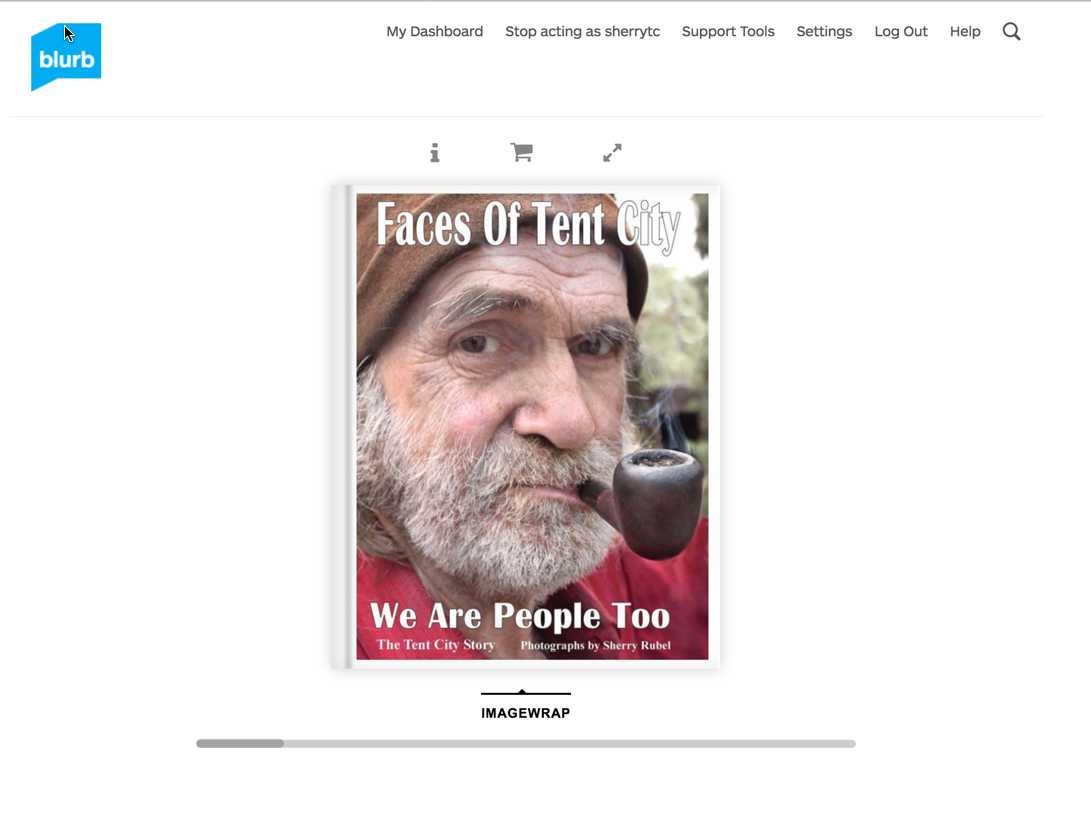 blurb
My Dashboard Stop acting as sherrytc Support Tools Settings Log Out Help
Faces Of Tent City
We Are People Too
The Tent City Story Photographs by Sherry Rubel
IMAGEWRAP